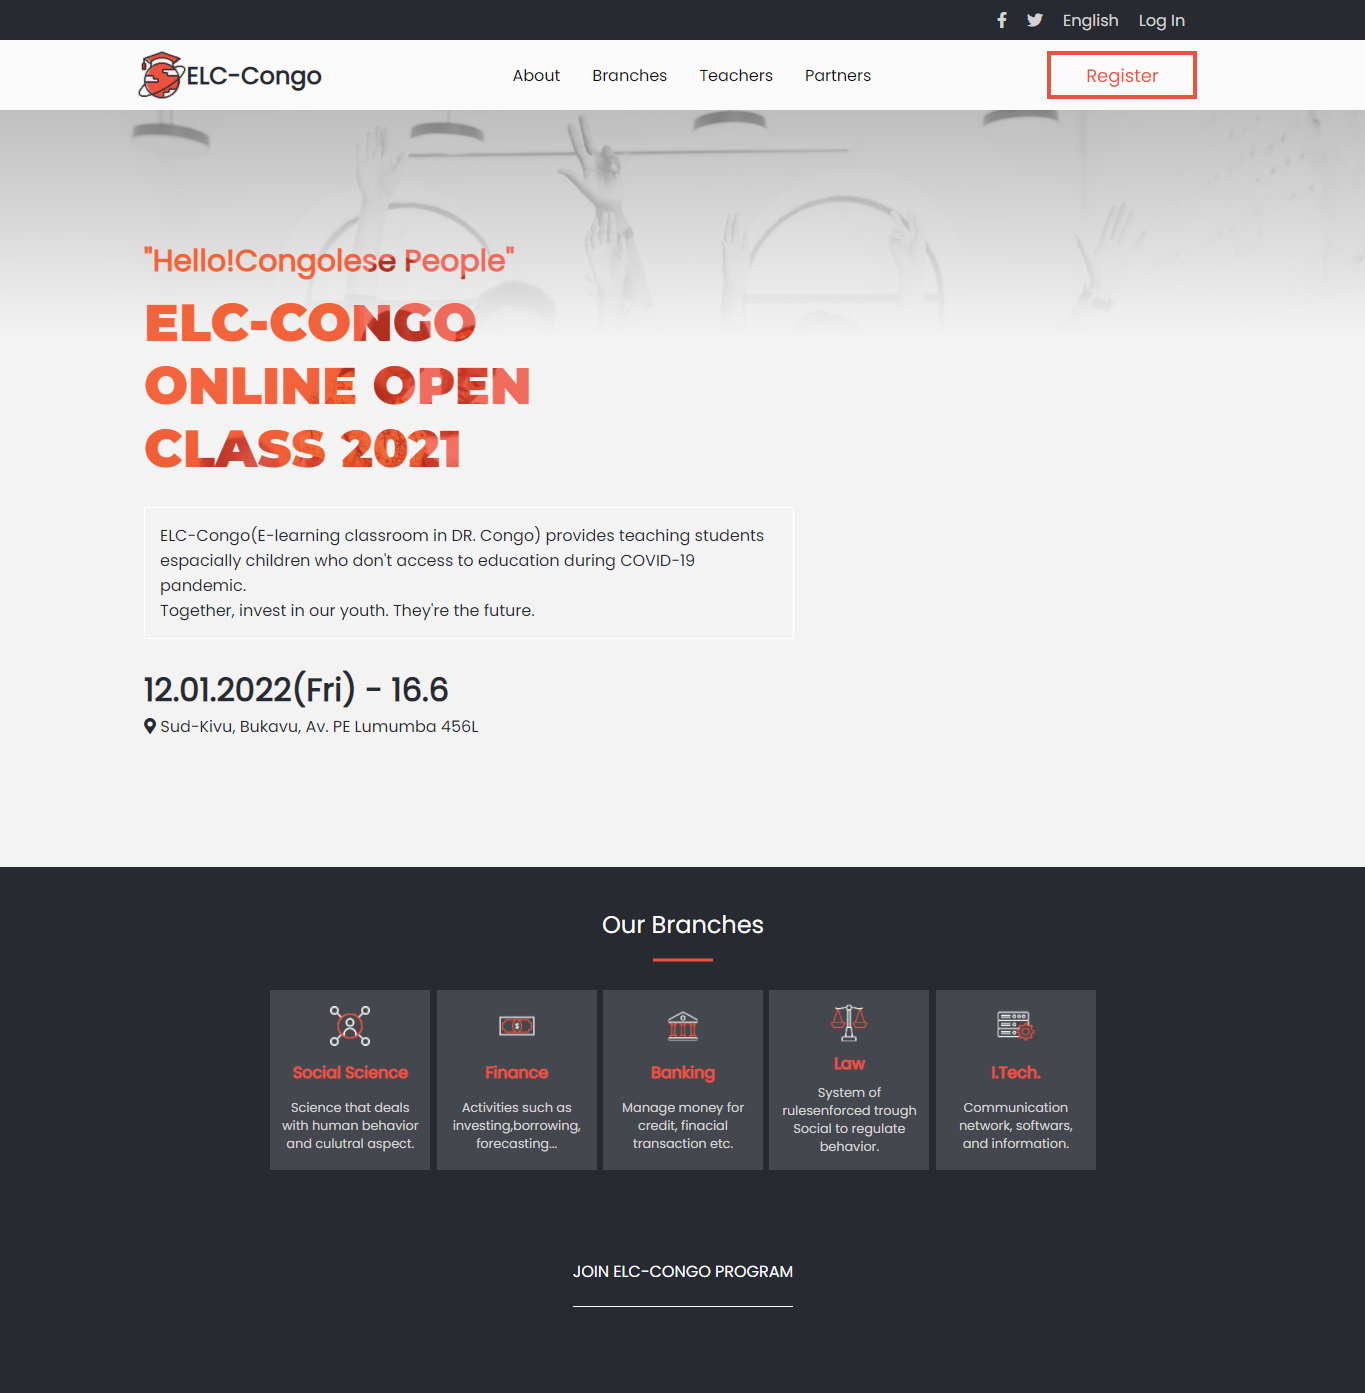 English Log In
ELC-Congo
About Branches Teachers Partners
Register
"Hello!Congolese People"
ELC-CONGO
ONLINE OPEN
CLASS 2021
ELC-Congo(E-learning classroom in DR. Congo) provides teaching students
espacially children who don't access to education during COVID-19
pandemic.
Together, invest in our youth. They're the future.
12.01.2022(Fri) - 16.6
Sud-Kivu, Bukavu, Av. PE Lumumba 456L
Our Branches
Social Science
Science that deals
with human behavior
and culutral aspect.
Finance
Activities such as
investing,borrowing,
forecasting...
Banking
Manage money for
credit, finacial
transaction etc.
Law
System of
rulesenforced trough
Social to regulate
behavior.
I.Tech.
Communication
network, softwars,
and information.
JOIN ELC-CONGO PROGRAM